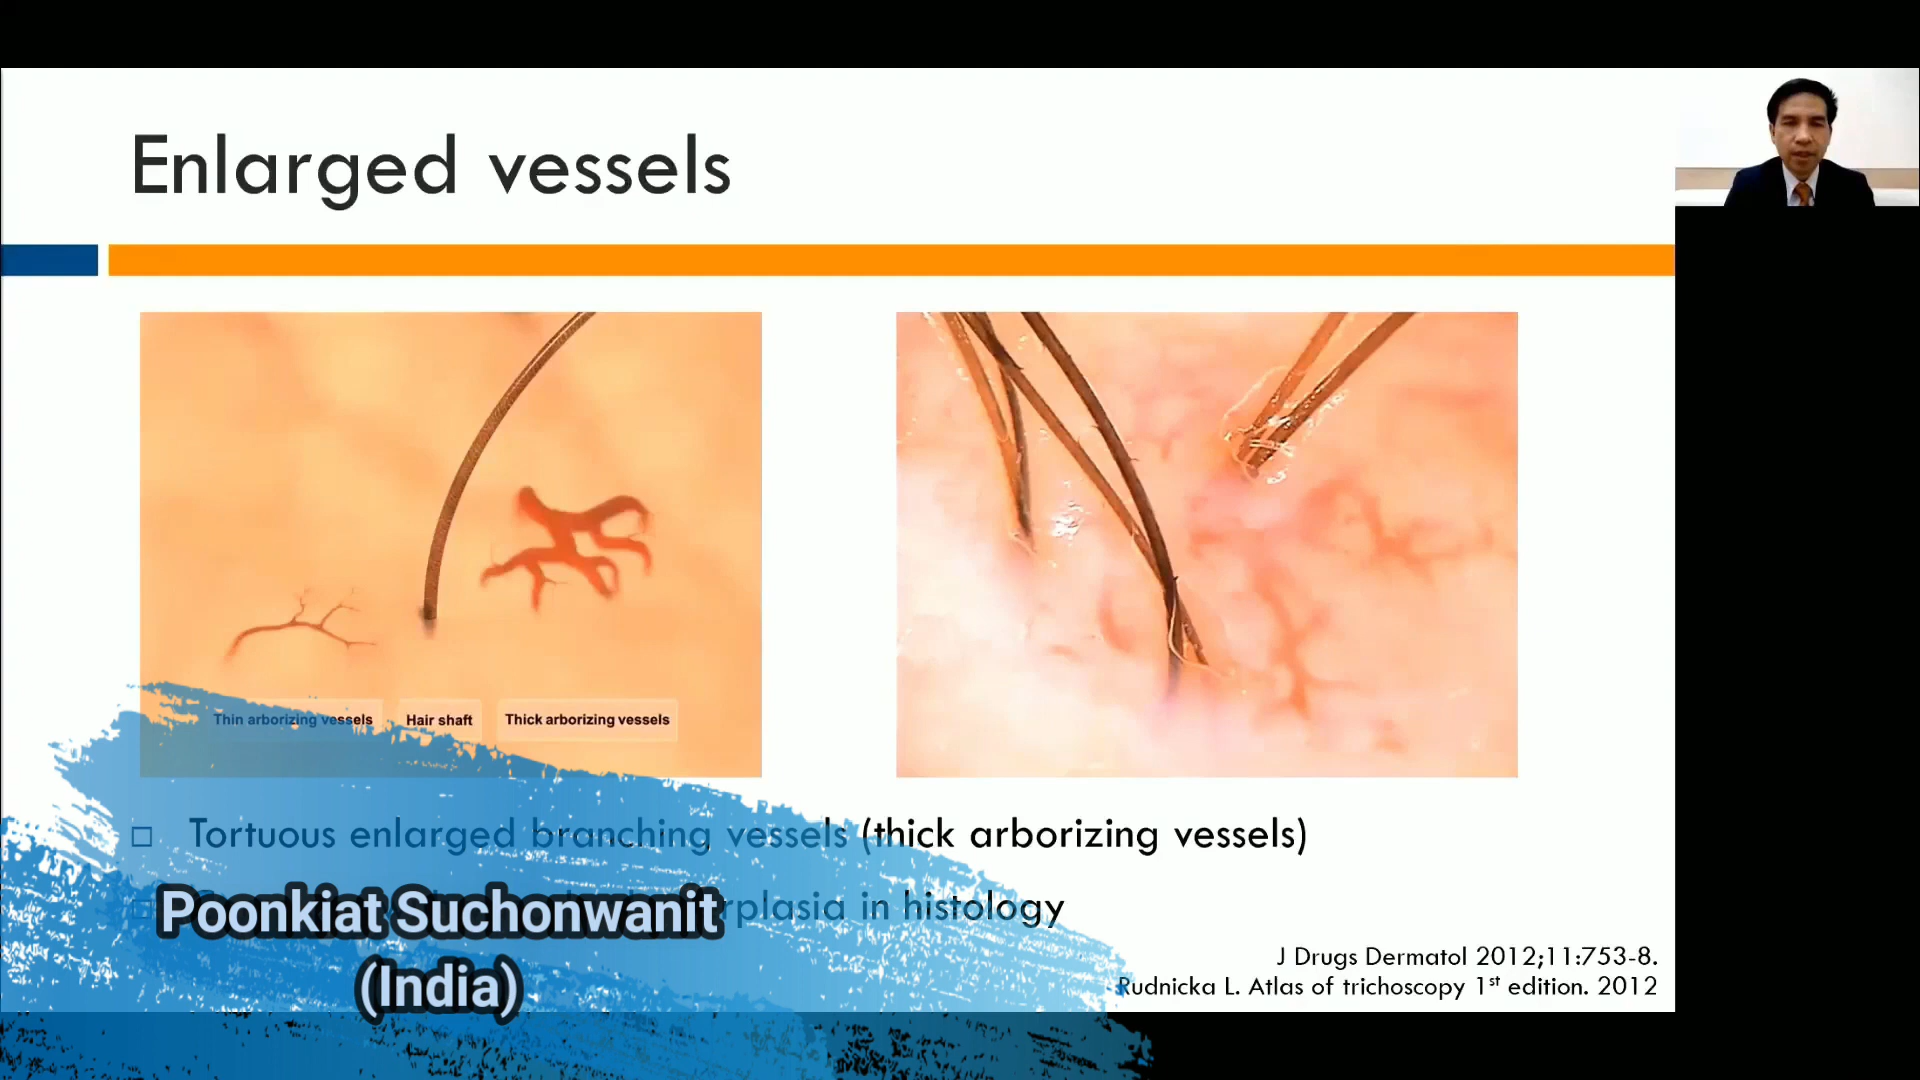 Enlarged vessels
Thin arborizing vessels Hair shaft Thick arborizing vessels
Tortuous enlarged branching vessels (thick arborizing vessels)
in histology
Poonkiat Suchonwanit
(India)
J Drugs Dermatol 2012;11:753-8.
Rudnicka L. Atlas of trichoscopy 1st edition. 2012